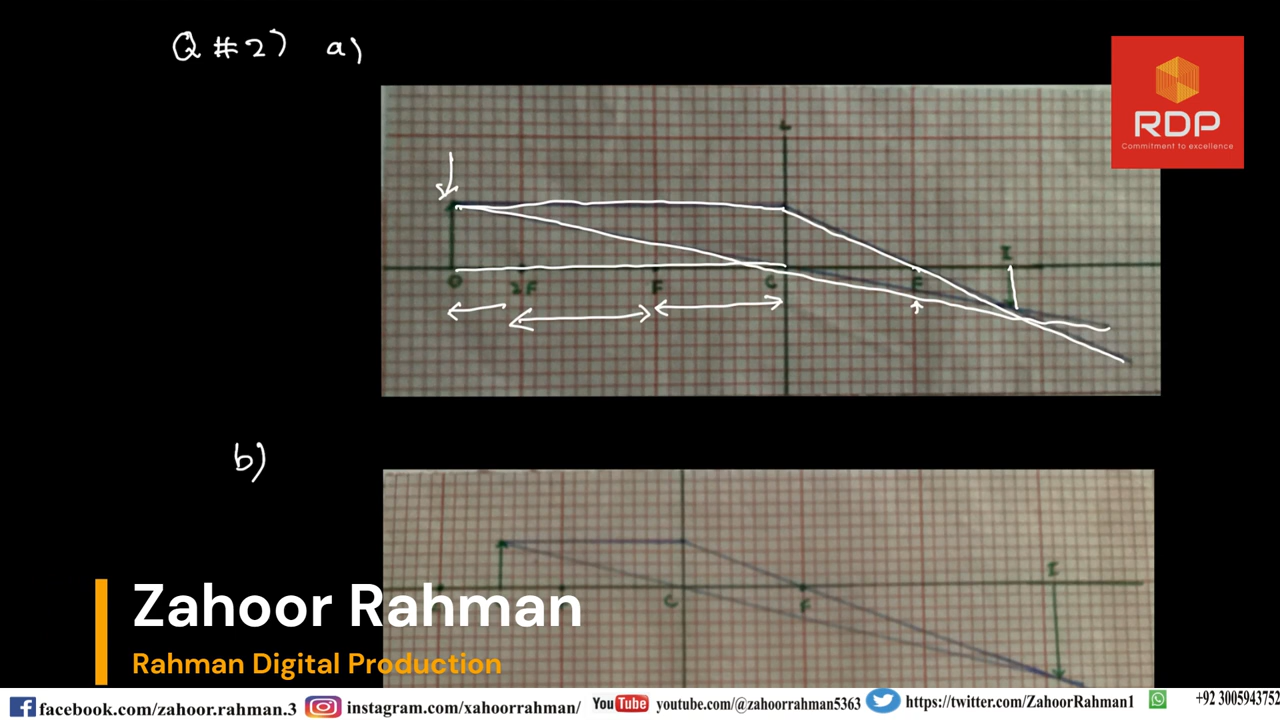 Q #2) a)
RDP
Commitment to excellence
L
I
O 2F F C F
b)
I
C F
Zahoor Rahman
Rahman Digital Production
facebook.com/zahoor.rahman.3 instagram.com/xahoorrahman/ YouTube youtube.com/@zahoorrahman5363 https://twitter.com/ZahoorRahman1 +92 3005943752